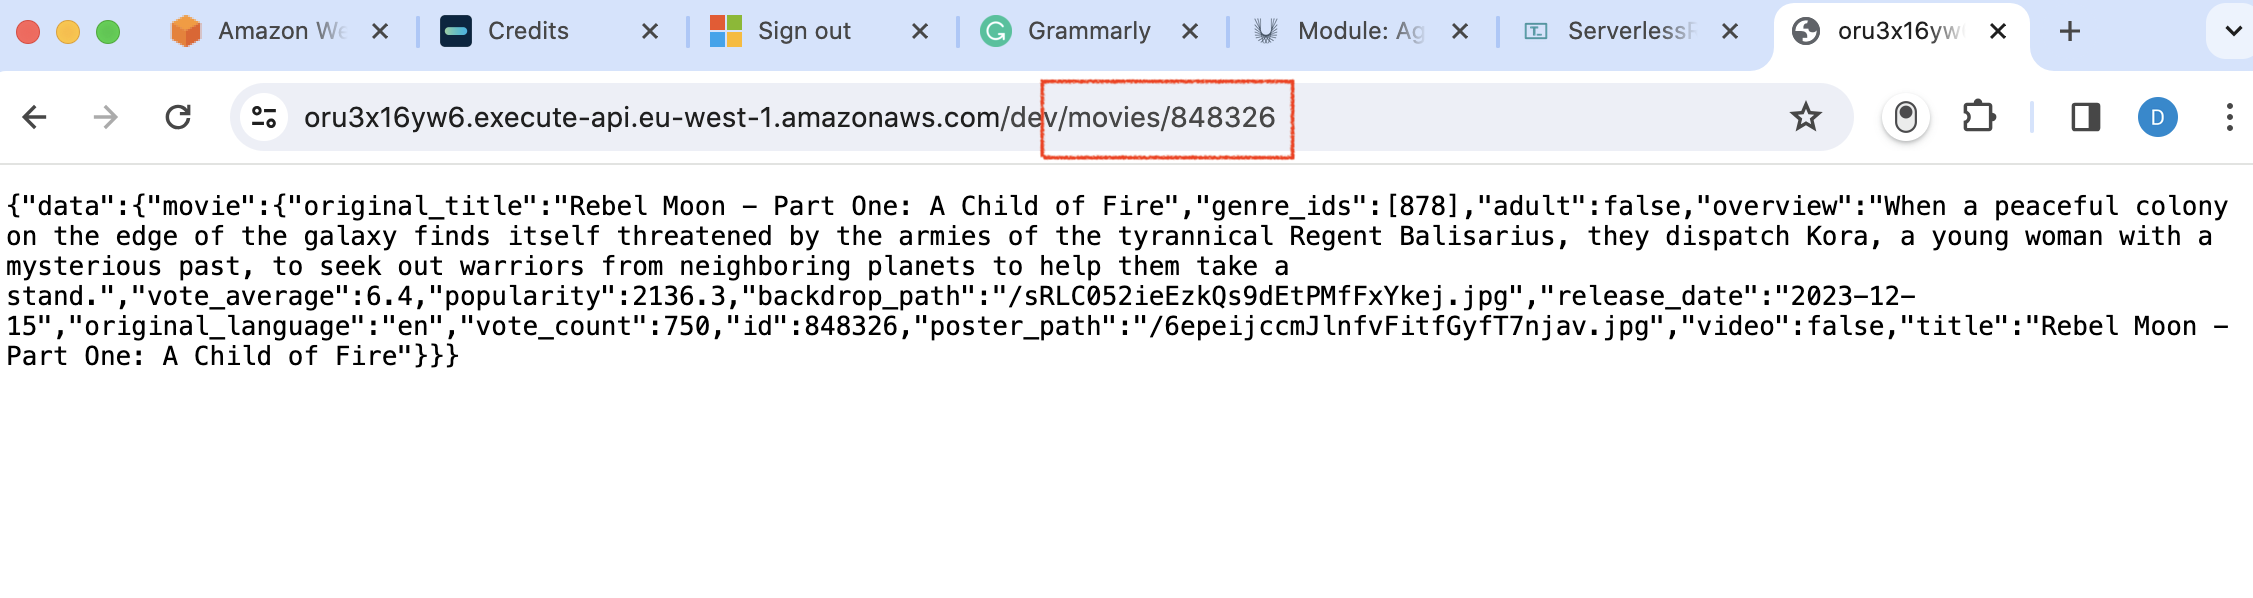 Amazon We
Credits
Sign out
Grammarly
Module: Ag
ServerlessR
oru3x16yw
oru3x16yw6.execute-api.eu-west-1.amazonaws.com/dev/movies/848326
D
{"data":{"movie":{"original_title":"Rebel Moon - Part One: A Child of Fire","genre_ids":[878],"adult":false,"overview":"When a peaceful colony
on the edge of the galaxy finds itself threatened by the armies of the tyrannical Regent Balisarius, they dispatch Kora, a young woman with a
mysterious past, to seek out warriors from neighboring planets to help them take a
stand.","vote_average":6.4,"popularity":2136.3,"backdrop_path":"/sRLC052ieEzkQs9dEtPMfFxYkej.jpg","release_date":"2023-12-
15","original_language":"en","vote_count":750,"id":848326,"poster_path":"/6epeijccmJlnfvFitfGyfT7njav.jpg","video":false,"title":"Rebel Moon -
Part One: A Child of Fire"}}}